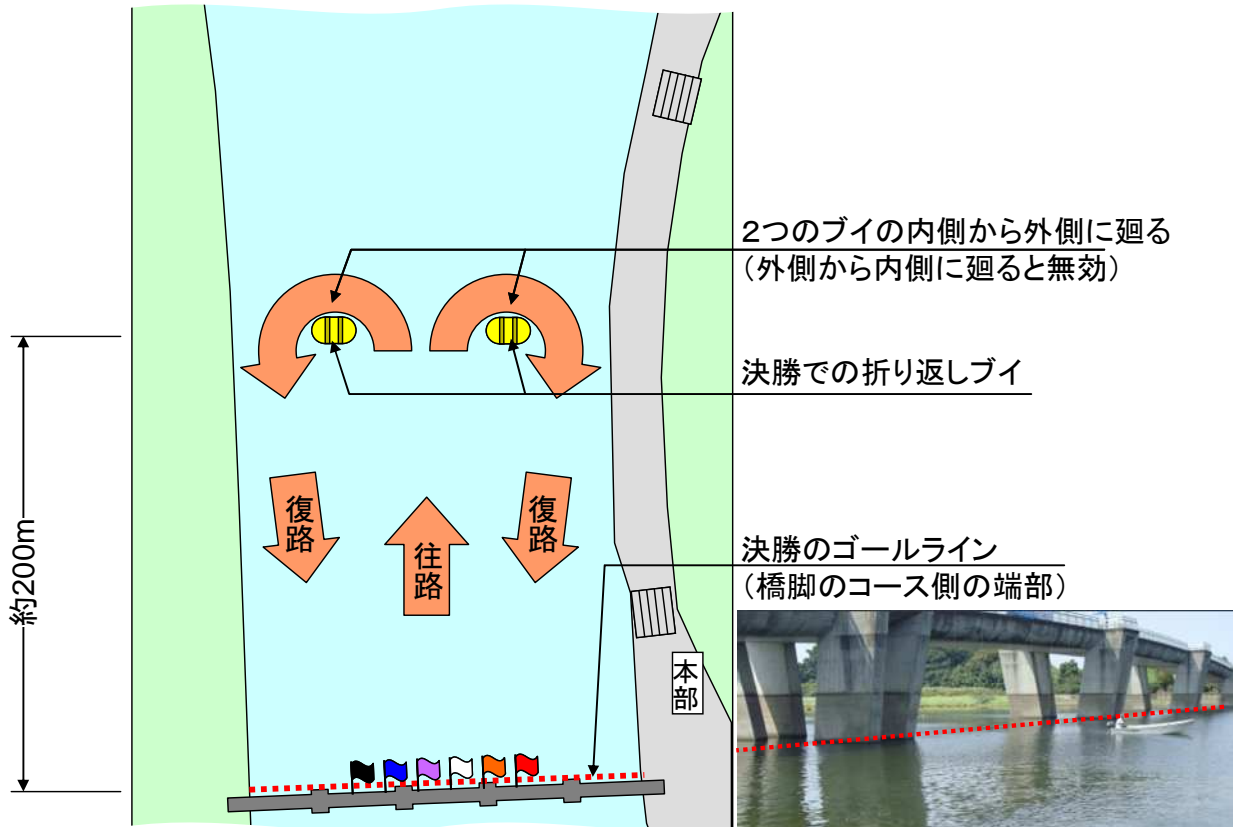 2つのブイの内側から外側に廻る
（外側から内側に廻ると無効）
決勝での折り返しブイ
復路
往路
復路
決勝のゴールライン
（橋脚のコース側の端部）
約200m
本部